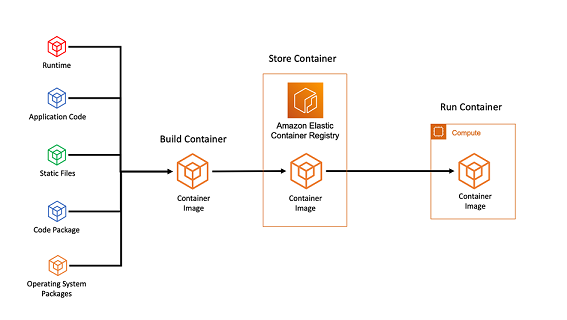 Runtime
Application Code
Static Files
Code Package
Operating System
Packages
Build Container
Container
Image
Store Container
Amazon Elastic
Container Registry
Container
Image
Run Container
Compute
Container
Image